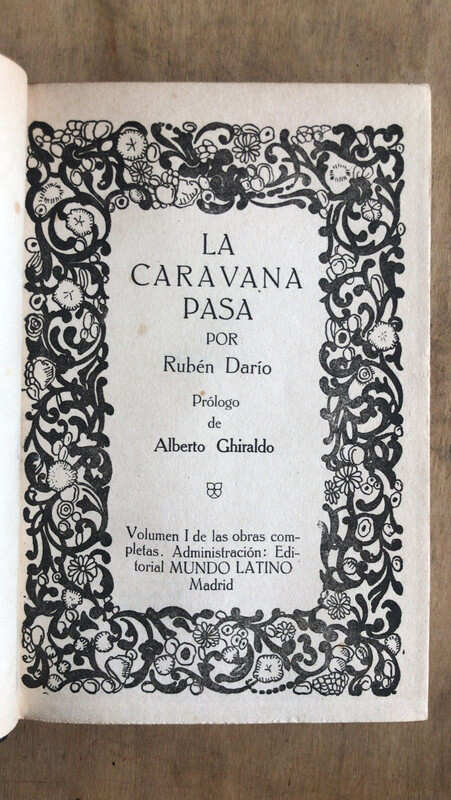 LA
CARAVANA
PASA
POR
Rubén Darío
Prólogo
de
Alberto Ghiraldo
Volumen I de las obras com-
pletas. Administración: Edi-
torial MUNDO LATINO
Madrid